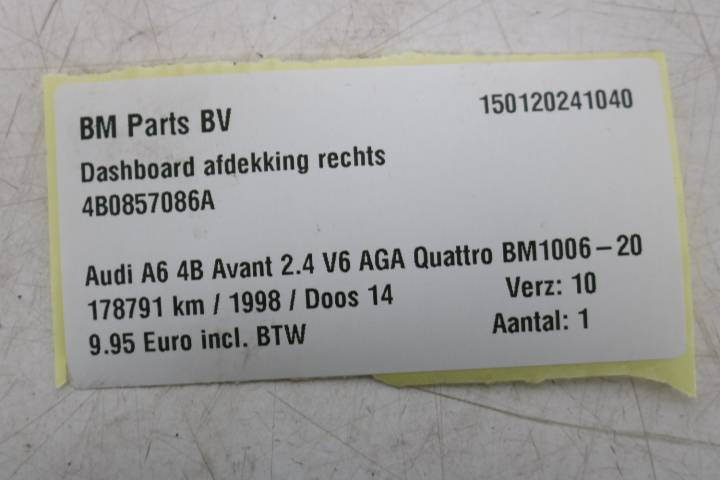 BM Parts BV 150120241040
Dashboard afdekking rechts
4B0857086A
Audi A6 4B Avant 2.4 V6 AGA Quattro BM1006-20
178791 km / 1998 / Doos 14 Verz: 10
9.95 Euro incl. BTW Aantal: 1